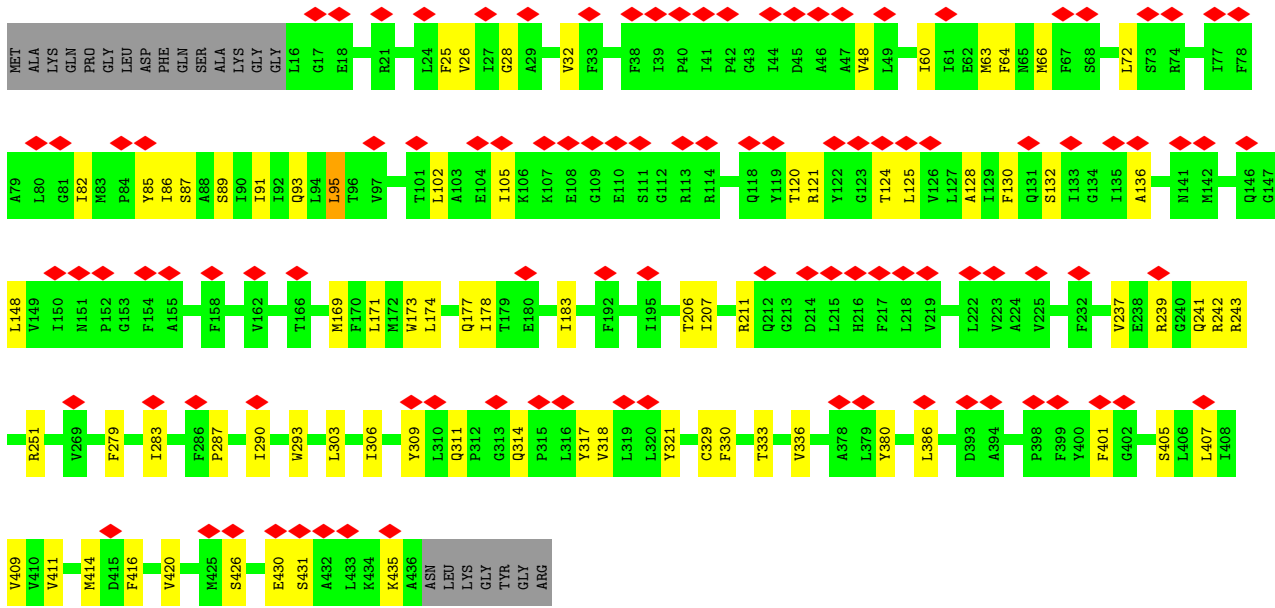 MET ALA LYS GLN PRO GLY LEU ASP PHE GLN SER ALA LYS GLY GLY L16 G17 E18 R21 L24 F25 V26 I27 G28 A29 V32 F33 F38 I39 P40 I41 P42 G43 I44 D45 A46 A47 V48 L49 I60 I61 E62 M63 F64 N65 M66 F67 S68 L72 S73 R74 I77 F78
A79 L80 G81 I82 M83 P84 Y85 I86 S87 A88 S89 I90 I91 I92 Q93 L94 L95 T96 V97 T101 L102 A103 E104 I105 K106 K107 E108 G109 E110 S111 G112 R113 R114 Q118 Y119 T120 R121 Y122 G123 T124 L125 V126 L127 A128 I129 F130 Q131 S132 I133 G134 I135 A136 N141 M142 Q146 G147
L148 V149 I150 N151 P152 G153 F154 A155 F158 V162 T166 M169 F170 L171 M172 W173 L174 Q177 I178 T179 E180 I183 F192 I195 T206 I207 R211 Q212 G213 D214 L215 H216 F217 L218 V219 L222 V223 A224 V225 F232 V237 E238 R239 G240 Q241 R242 R243
R251 V269 F279 I283 F286 P287 I290 W293 L303 I306 Y309 L310 Q311 P312 G313 Q314 P315 L316 Y317 V318 L319 L320 Y321 C329 F330 T333 V336 A378 L379 Y380 L386 D393 A394 P398 F399 Y400 F401 G402 S405 L406 L407 I408
V409 V410 V411 M414 D415 F416 V420 M425 S426 E430 S431 A432 L433 K434 K435 A436 ASN LEU LYS GLY TYR GLY ARG